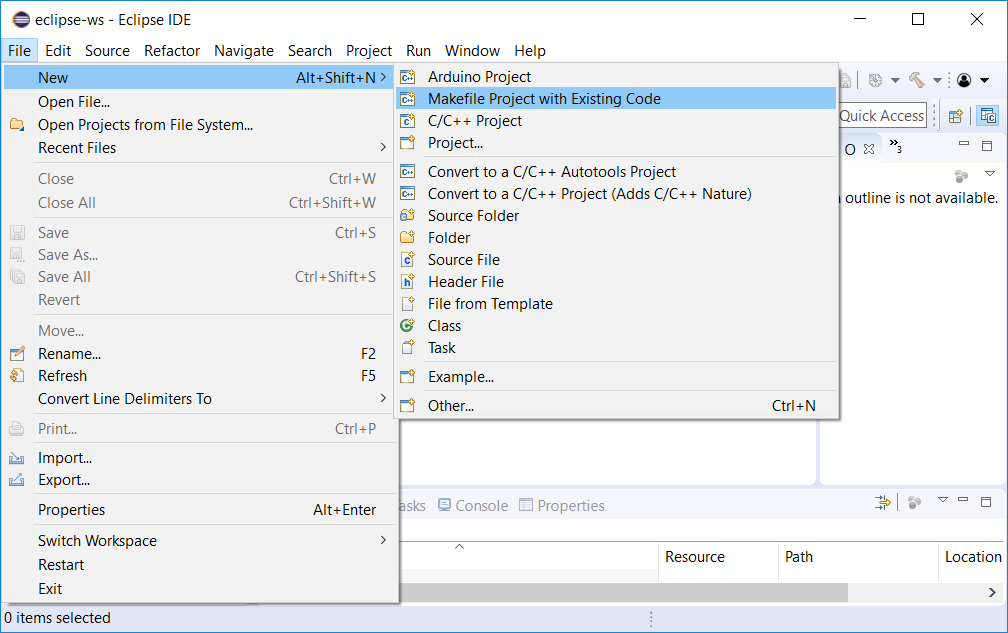 eclipse-ws - Eclipse IDE
File Edit Source Refactor Navigate Search Project Run Window Help
New Alt+Shift+N
Open File...
Open Projects from File System...
Recent Files
Close Ctrl+W
Close All Ctrl+Shift+W
Save Ctrl+S
Save As...
Save All Ctrl+Shift+S
Revert
Move...
Rename... F2
Refresh F5
Convert Line Delimiters To
Print... Ctrl+P
Import...
Export...
Properties Alt+Enter
Switch Workspace
Restart
Exit
Arduino Project
Makefile Project with Existing Code
C/C++ Project
Project...
Convert to a C/C++ Autotools Project
Convert to a C/C++ Project (Adds C/C++ Nature)
Source Folder
Folder
Source File
Header File
File from Template
Class
Task
Example...
Other... Ctrl+N
Quick Access
O 3
outline is not available.
asks Console Properties
Resource Path Location
0 items selected